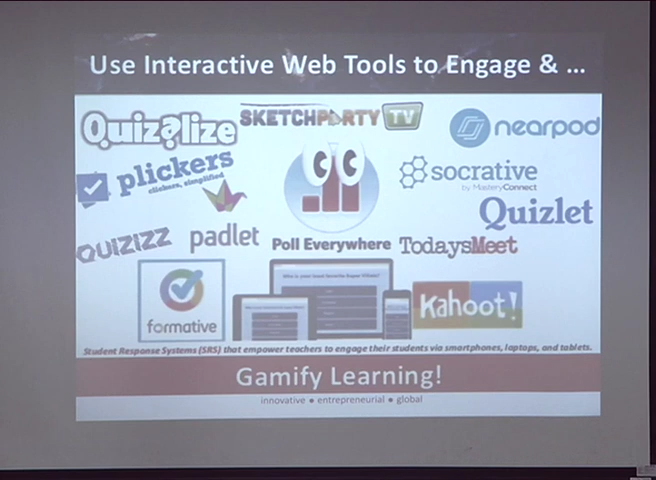 Use Interactive Web Tools to Engage & ...
Quizalize
SKETCHPARTY TV
nearpod
plickers
clickers, simplified
socrative
by MasteryConnect
Quizlet
QUIZIZZ
padlet
Poll Everywhere
TodaysMeet
formative
Kahoot!
Student Response Systems (SRS) that empower teachers to engage their students via smartphones, laptops, and tablets.
Gamify Learning!
innovative • entrepreneurial • global